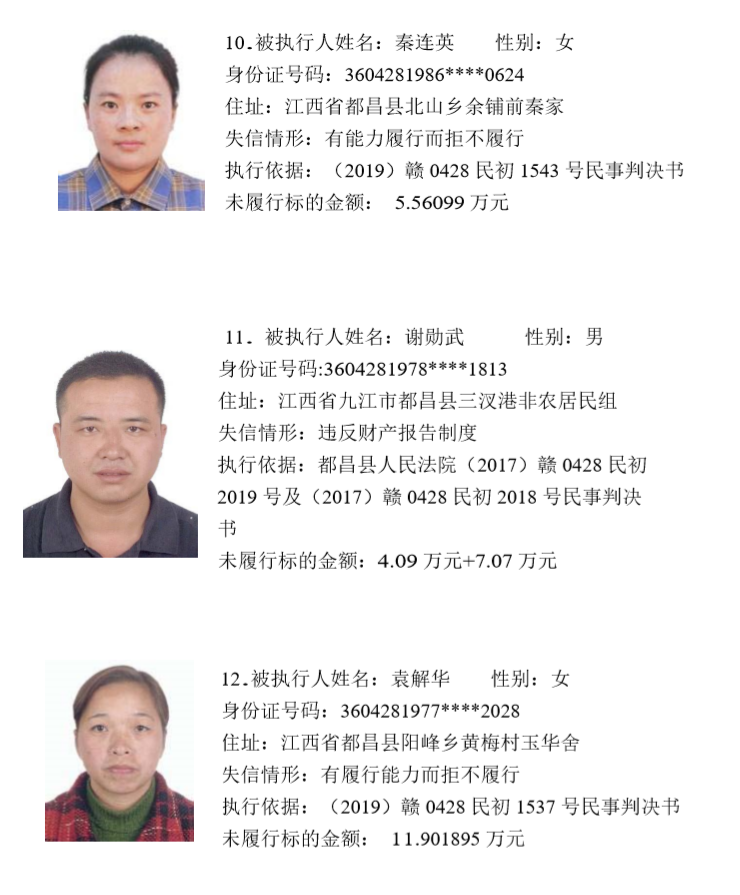 10.被执行人姓名：秦连英 性别：女
身份证号码：3604281986****0624
住址：江西省都昌县北山乡余铺前秦家
失信情形：有能力履行而拒不履行
执行依据：（2019）赣 0428 民初 1543 号民事判决书
未履行标的金额： 5.56099 万元
11. 被执行人姓名：谢勋武 性别：男
身份证号码:3604281978****1813
住址：江西省九江市都昌县三汊港非农居民组
失信情形：违反财产报告制度
执行依据：都昌县人民法院（2017）赣 0428 民初
2019 号及（2017）赣 0428 民初 2018 号民事判决
书
未履行标的金额：4.09 万元+7.07 万元
12.被执行人姓名：袁解华 性别：女
身份证号码：3604281977****2028
住址：江西省都昌县阳峰乡黄梅村玉华舍
失信情形：有履行能力而拒不履行
执行依据：（2019）赣 0428 民初 1537 号民事判决书
未履行标的金额： 11.901895 万元